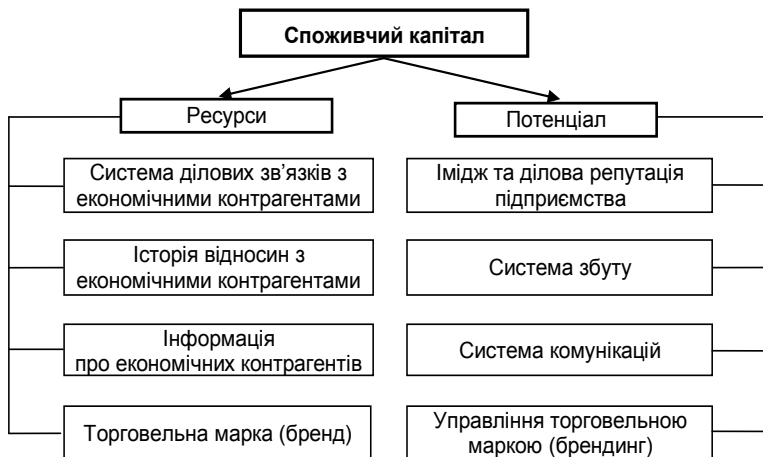 Споживчий капітал
Ресурси
Потенціал
Система ділових зв’язків з
економічними контрагентами
Імідж та ділова репутація
підприємства
Історія відносин з
економічними контрагентами
Система збуту
Інформація
про економічних контрагентів
Система комунікацій
Торговельна марка (бренд)
Управління торговельною
маркою (брендинг)